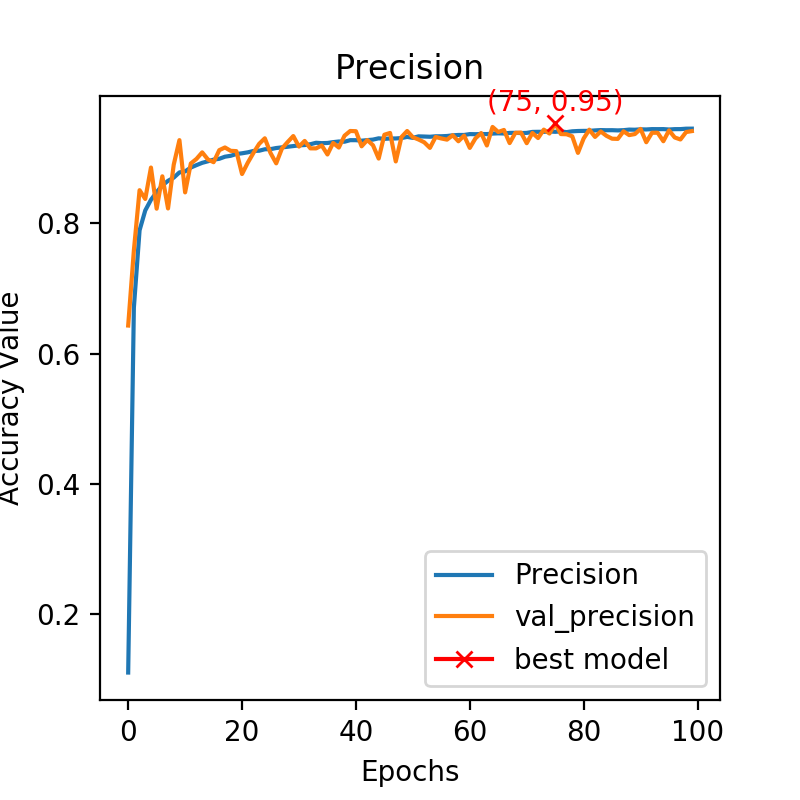 Precision
(75, 0.95)
Accuracy Value
0.8
0.6
0.4
0.2
Precision
val_precision
best model
0 20 40 60 80 100
Epochs